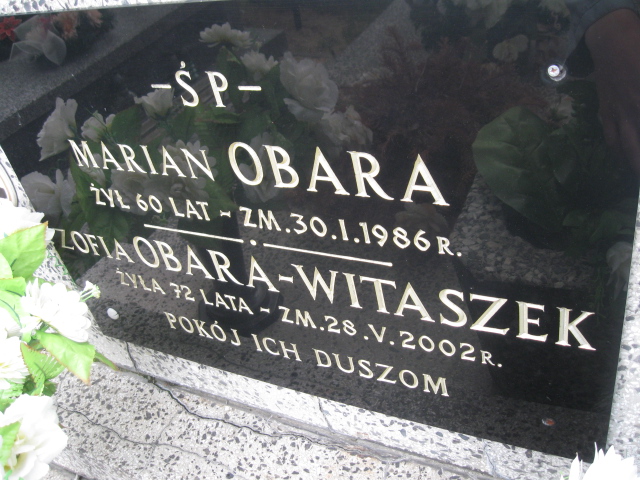 -ŚP-
MARIAN OBARA
ŻYŁ 60 LAT - ZM. 30.I.1986 R.
ZOFIA OBARA-WITASZEK
ŻYŁA 72 LATA - ZM. 28.V.2002 R.
POKÓJ ICH DUSZOM